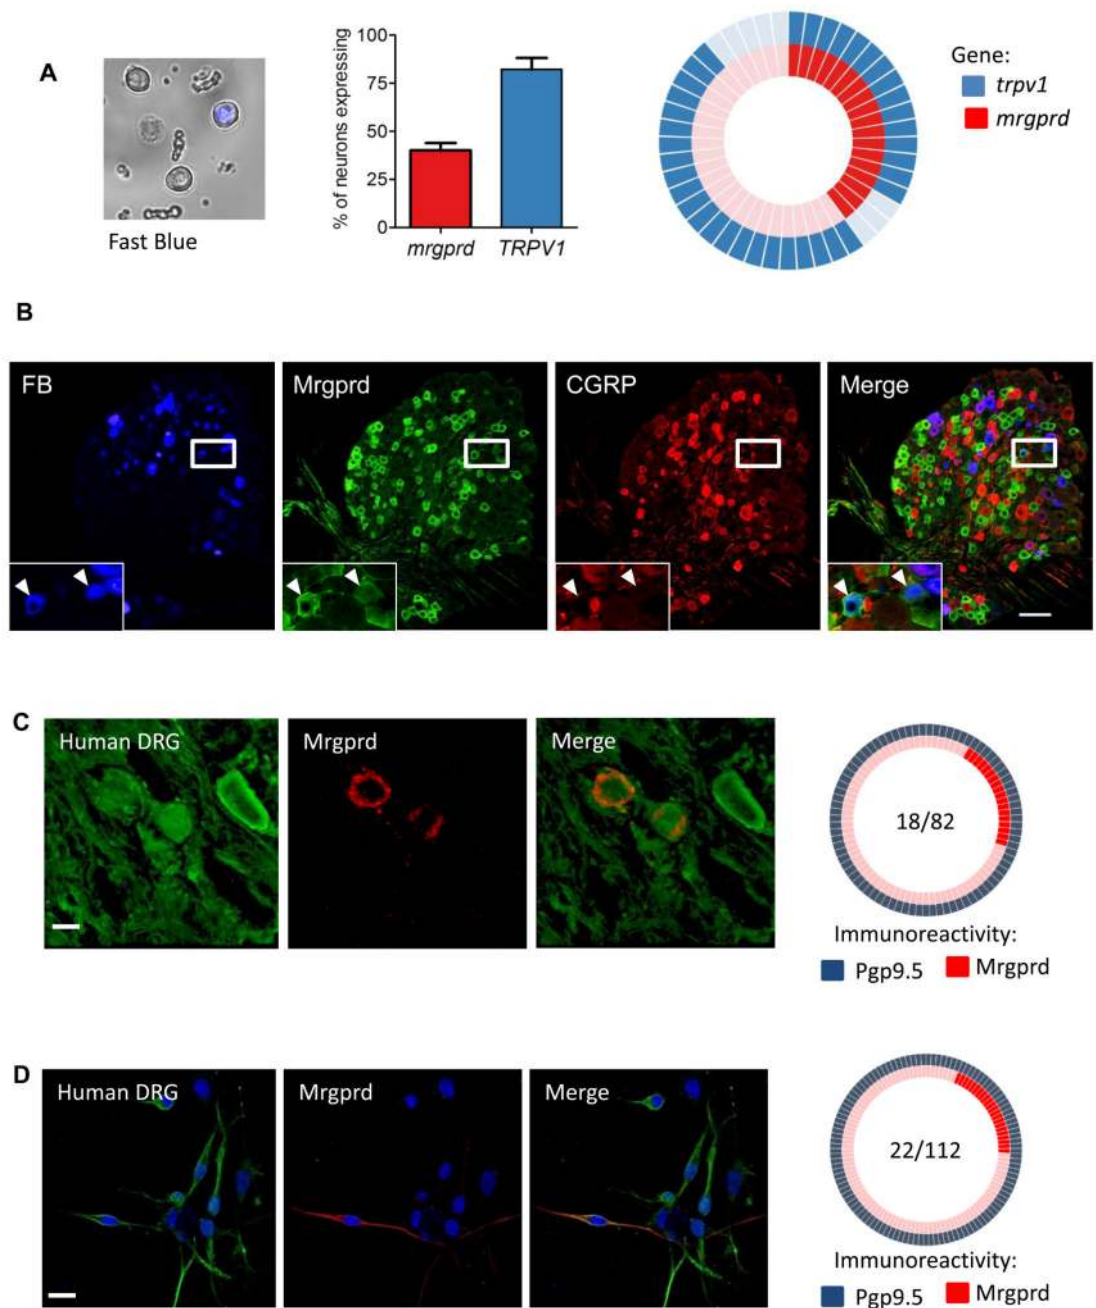 A
Fast Blue
% of neurons expressing
100
75
50
25
0
mrgprd
TRPV1
Gene:
trpv1
mrgprd
B
FB
Mrgprd
CGRP
Merge
C
Human DRG
Mrgprd
Merge
18/82
Immunoreactivity:
Pgp9.5
Mrgprd
D
Human DRG
Mrgprd
Merge
22/112
Immunoreactivity:
Pgp9.5
Mrgprd